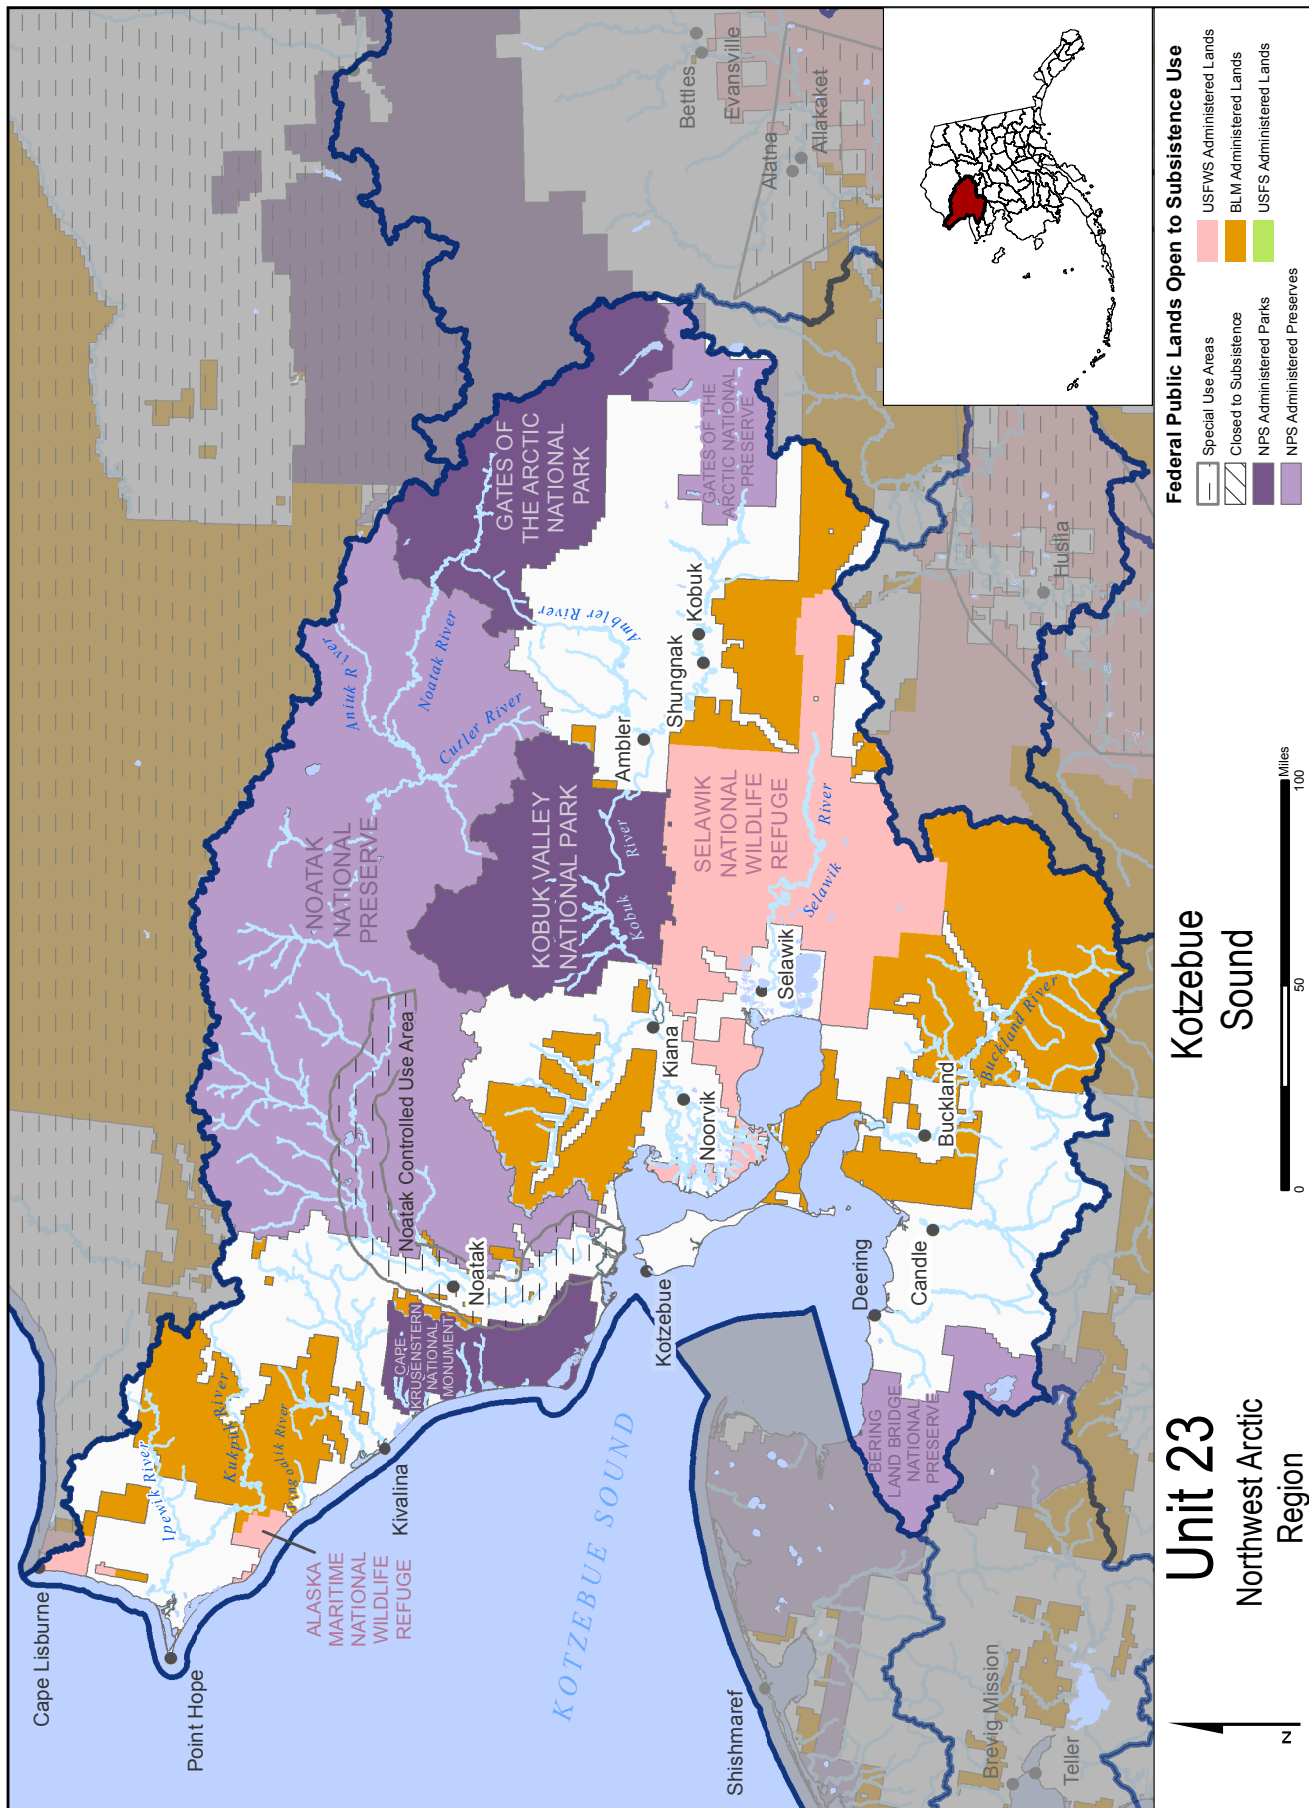 Cape Lisburne
Point Hope
Ipewik River
Kukpuk River
ALASKA
MARITIME
NATIONAL
WILDLIFE
REFUGE
Kivalina
CAPE
KRUSENSTERN
NATIONAL
MONUMENT
Noatak
Noatak Controlled Use Area
NOATAK
NATIONAL
PRESERVE
Aniuk River
Noatak River
Cutler River
GATES OF
THE ARCTIC
NATIONAL
PARK
GATES OF THE
ARCTIC NATIONAL
PRESERVE
Ambler River
Ambler
Shungnak
Kobuk
KOBUK VALLEY
NATIONAL PARK
Kobuk River
SELAWIK
NATIONAL
WILDLIFE
REFUGE
Selawik River
Selawik
Kiana
Noorvik
Kotzebue
KOTZEBUE SOUND
Deering
Candle
Buckland
Buckland River
BERING
LAND BRIDGE
NATIONAL
PRESERVE
Shishmaref
Brevig Mission
Teller
Bettles
Evansville
Alatna
Allakaket
Huslia
Unit 23
Northwest Arctic
Region
Kotzebue
Sound
N
0 50 100
Miles
Federal Public Lands Open to Subsistence Use
Special Use Areas
Closed to Subsistence
NPS Administered Parks
NPS Administered Preserves
USFWS Administered Lands
BLM Administered Lands
USFS Administered Lands